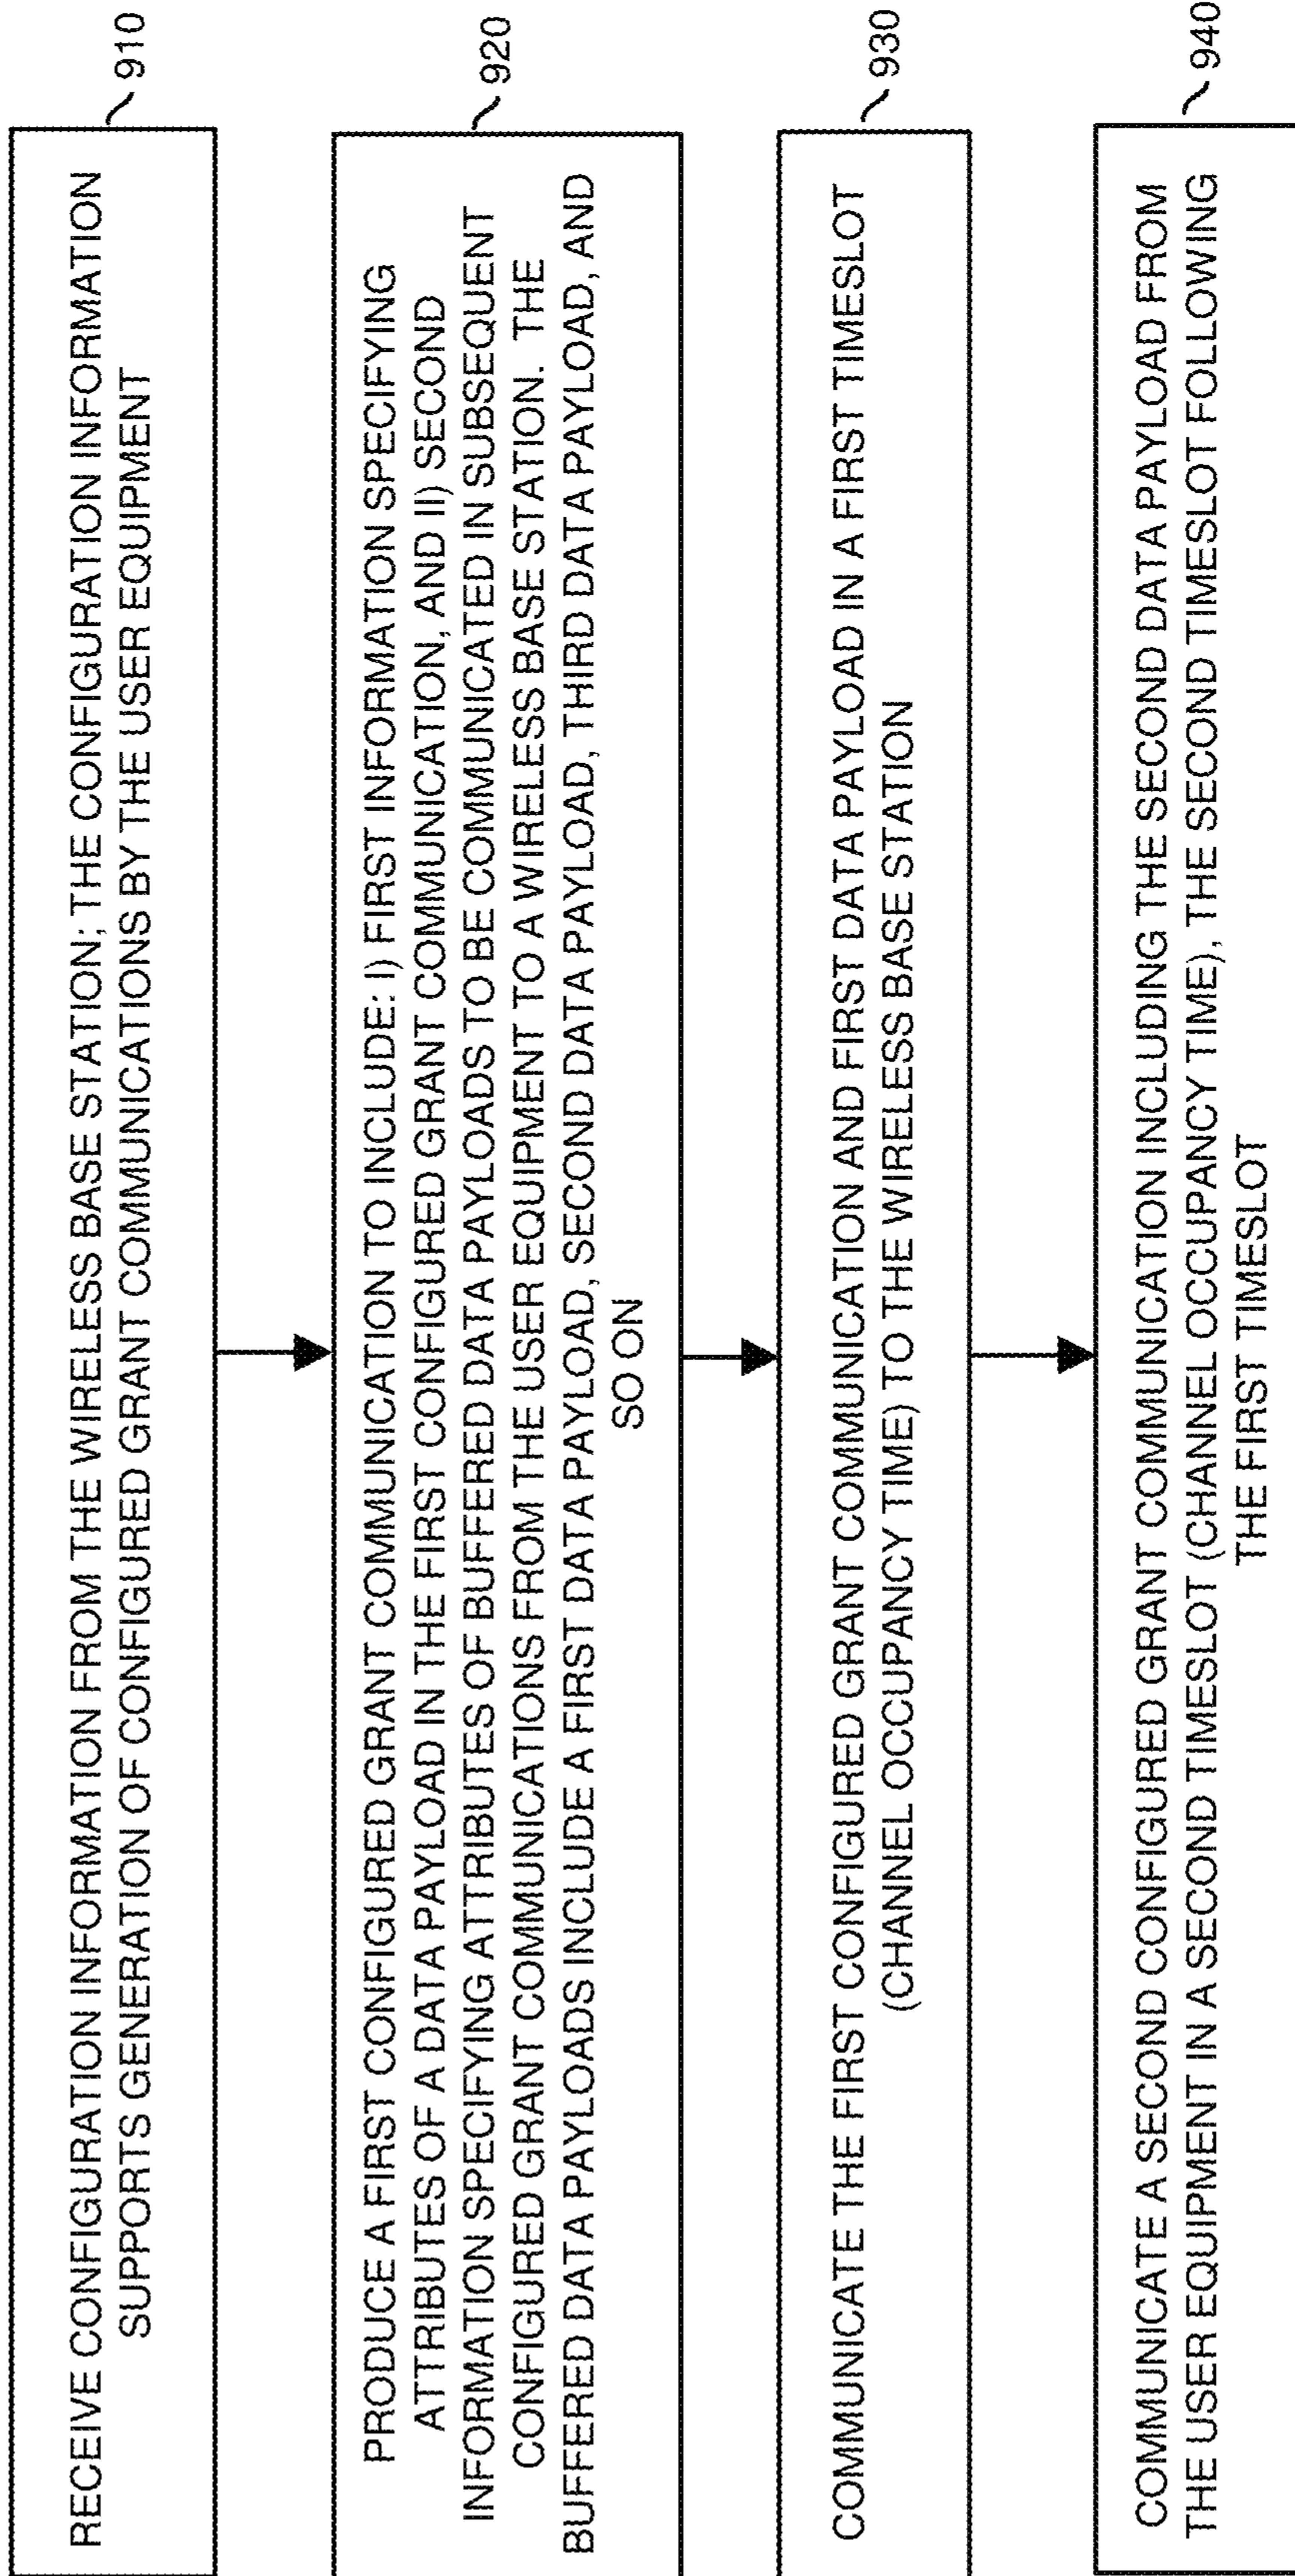 RECEIVE CONFIGURATION INFORMATION FROM THE WIRELESS BASE STATION; THE CONFIGURATION INFORMATION
SUPPORTS GENERATION OF CONFIGURED GRANT COMMUNICATIONS BY THE USER EQUIPMENT
910
PRODUCE A FIRST CONFIGURED GRANT COMMUNICATION TO INCLUDE: I) FIRST INFORMATION SPECIFYING
ATTRIBUTES OF A DATA PAYLOAD IN THE FIRST CONFIGURED GRANT COMMUNICATION, AND II) SECOND
INFORMATION SPECIFYING ATTRIBUTES OF BUFFERED DATA PAYLOADS TO BE COMMUNICATED IN SUBSEQUENT
CONFIGURED GRANT COMMUNICATIONS FROM THE USER EQUIPMENT TO A WIRELESS BASE STATION. THE
BUFFERED DATA PAYLOADS INCLUDE A FIRST DATA PAYLOAD, SECOND DATA PAYLOAD, THIRD DATA PAYLOAD, AND
SO ON
920
COMMUNICATE THE FIRST CONFIGURED GRANT COMMUNICATION AND FIRST DATA PAYLOAD IN A FIRST TIMESLOT
(CHANNEL OCCUPANCY TIME) TO THE WIRELESS BASE STATION
930
COMMUNICATE A SECOND CONFIGURED GRANT COMMUNICATION INCLUDING THE SECOND DATA PAYLOAD FROM
THE USER EQUIPMENT IN A SECOND TIMESLOT (CHANNEL OCCUPANCY TIME), THE SECOND TIMESLOT FOLLOWING
THE FIRST TIMESLOT
940